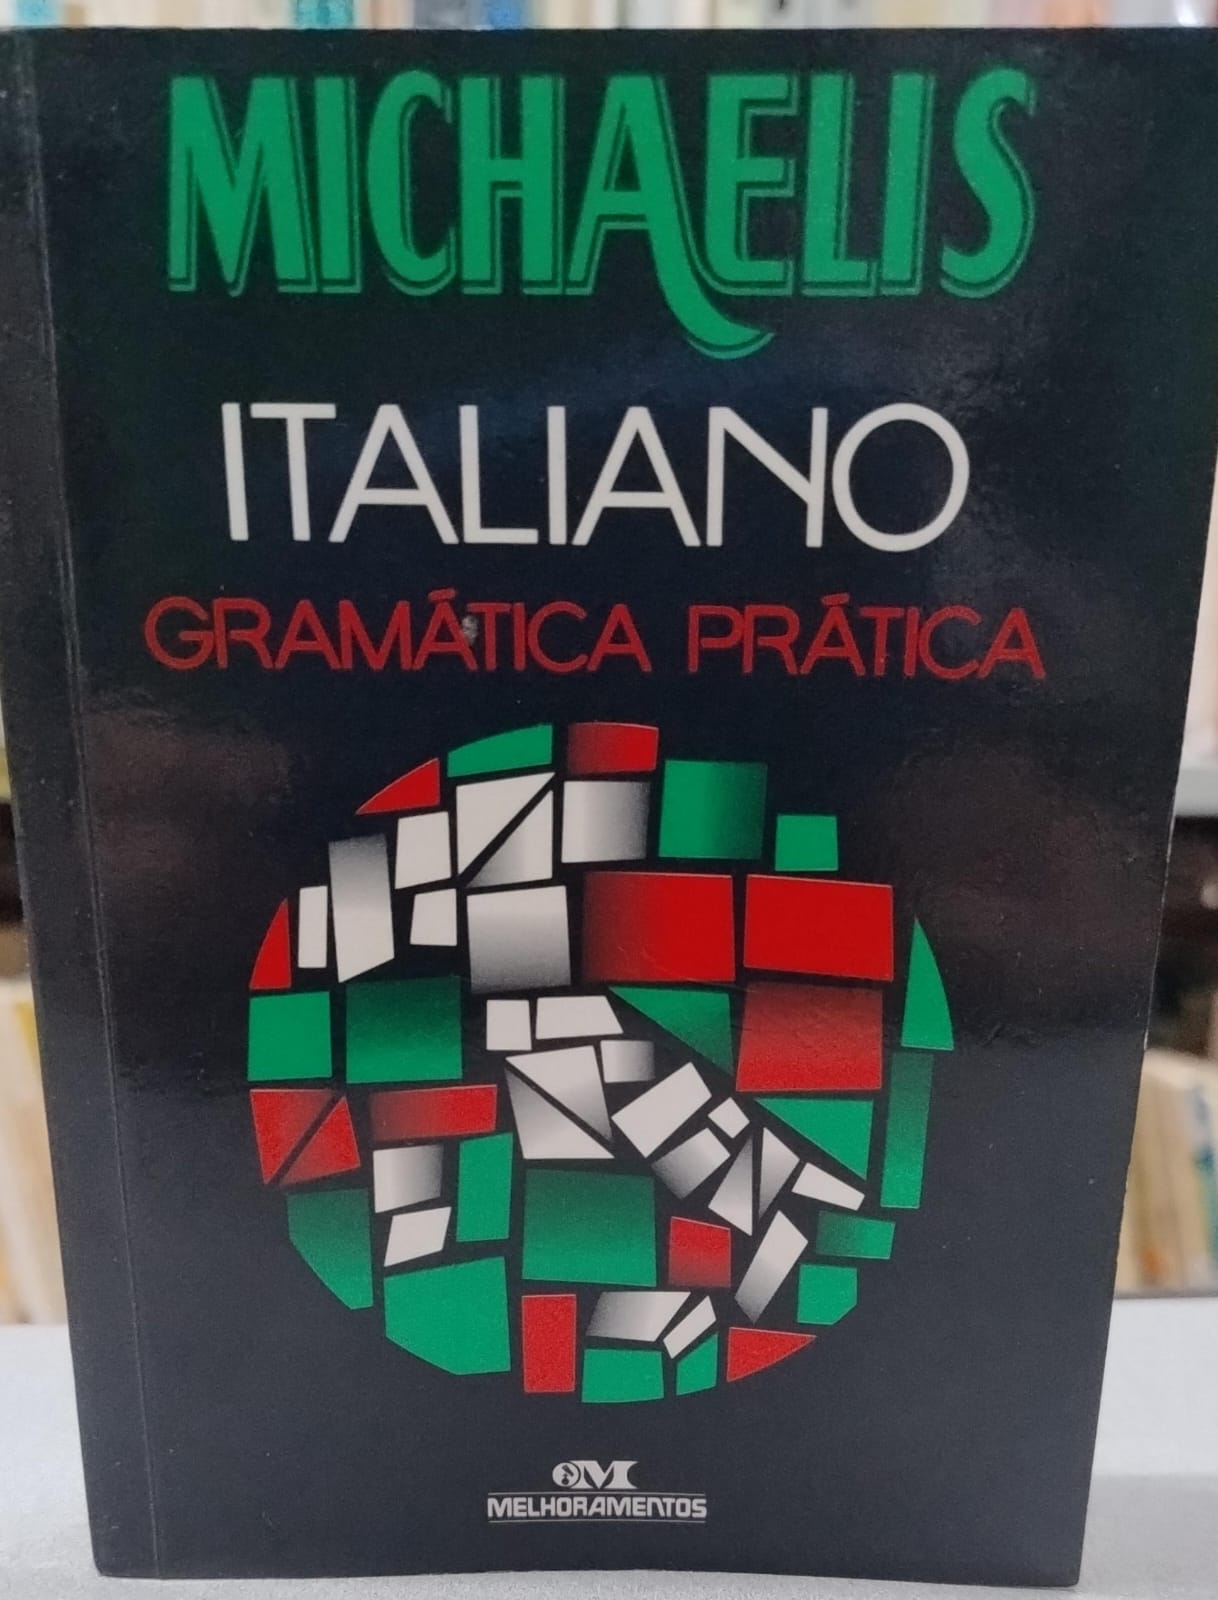 MICHAELIS
ITALIANO
GRAMÁTICA PRÁTICA
M
MELHORAMENTOS